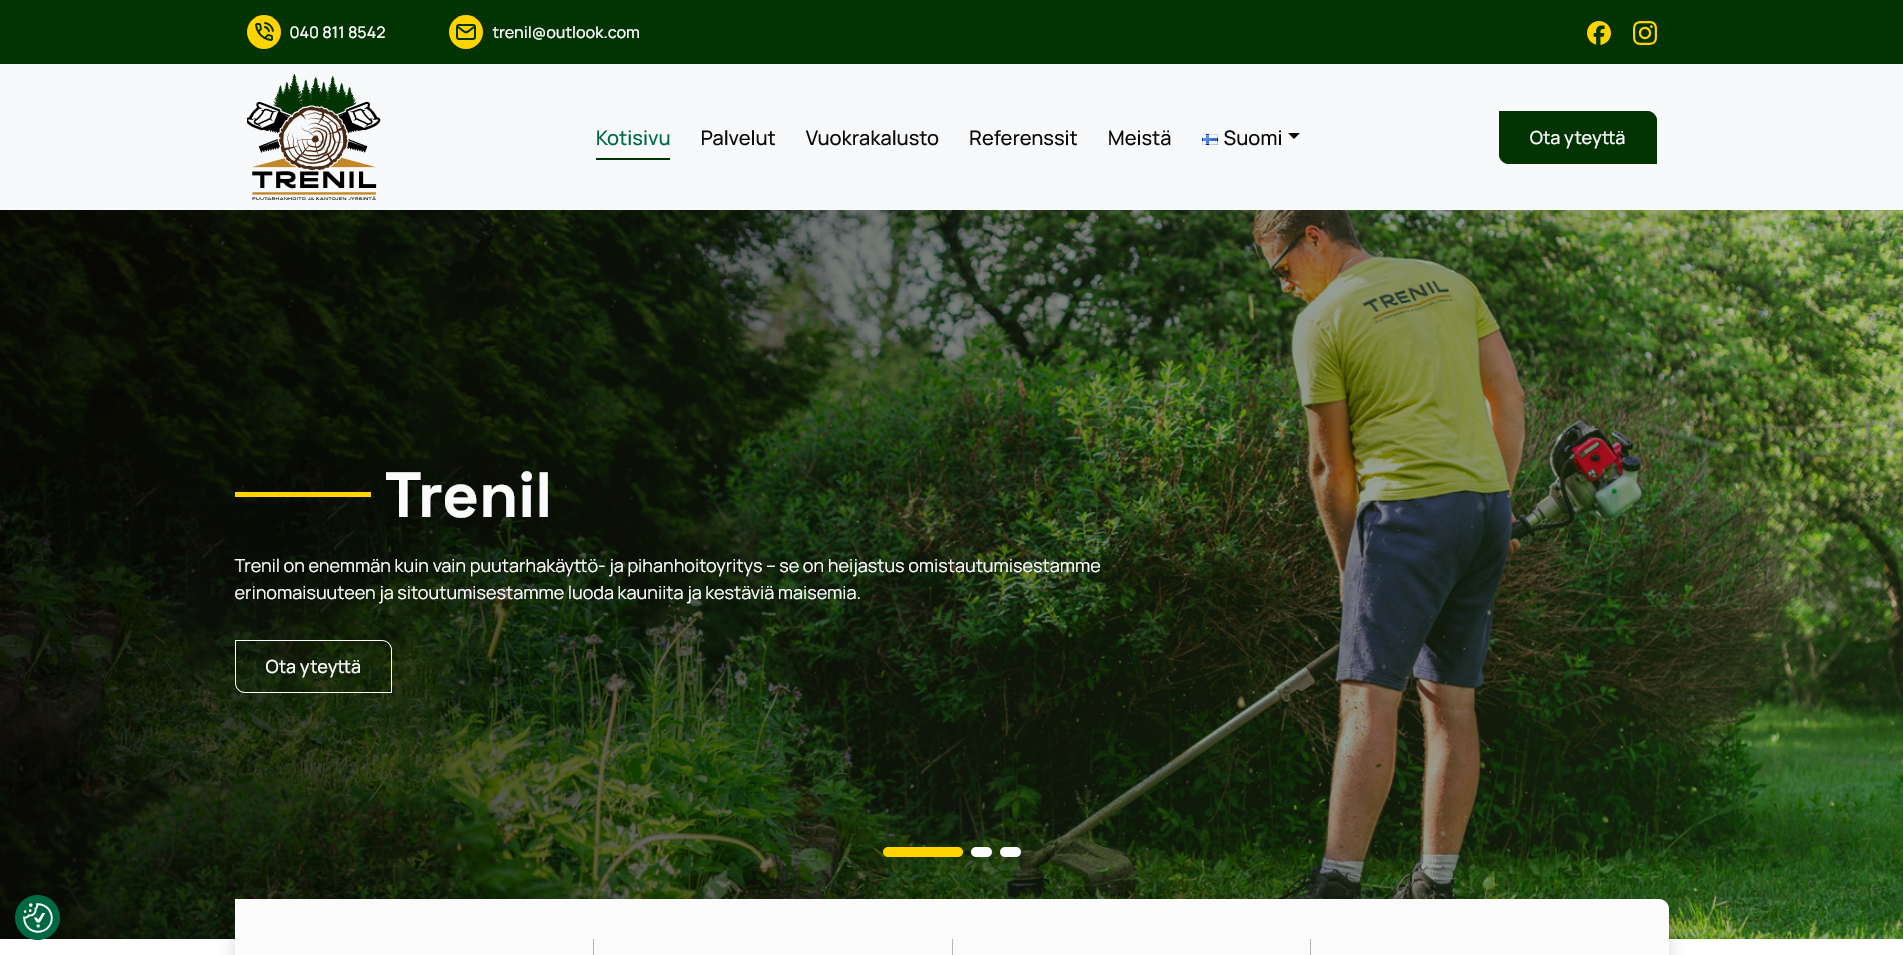 040 811 8542
trenil@outlook.com
TRENIL
PUUTARHANHOITO JA KANTOJEN JYRSINTÄ
Kotisivu
Palvelut
Vuokrakalusto
Referenssit
Meistä
Suomi
Ota yteyttä
TRENIL
Trenil
Trenil on enemmän kuin vain puutarhakäyttö- ja pihanhoitoyritys – se on heijastus omistautumisestamme
erinomaisuuteen ja sitoutumisestamme luoda kauniita ja kestäviä maisemia.
Ota yteyttä